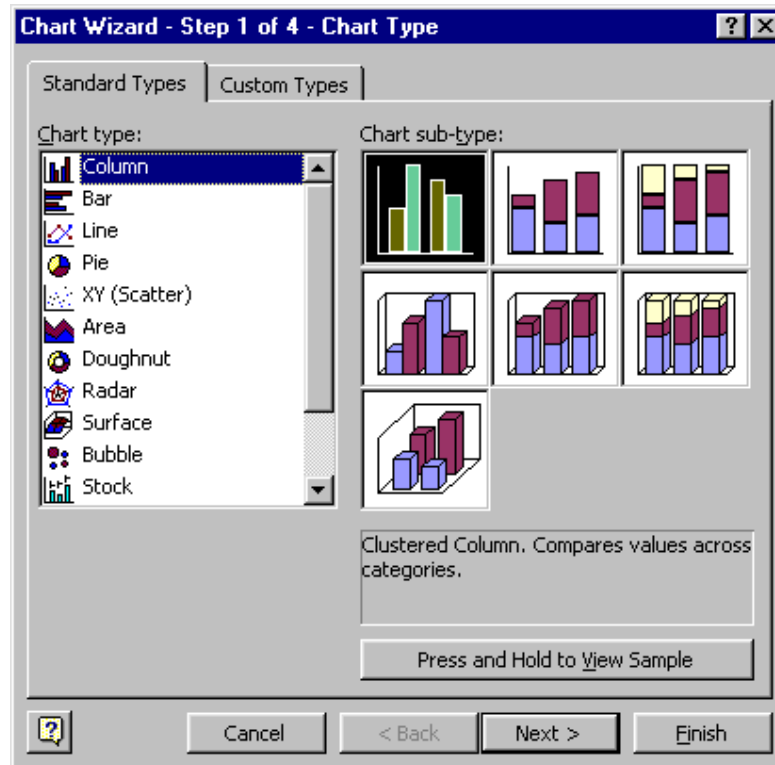 Chart Wizard - Step 1 of 4 - Chart Type
Standard Types
Custom Types
Chart type:
Column
Bar
Line
Pie
XY (Scatter)
Area
Doughnut
Radar
Surface
Bubble
Stock
Chart sub-type:
Clustered Column. Compares values across
categories.
Press and Hold to View Sample
Cancel
< Back
Next >
Finish